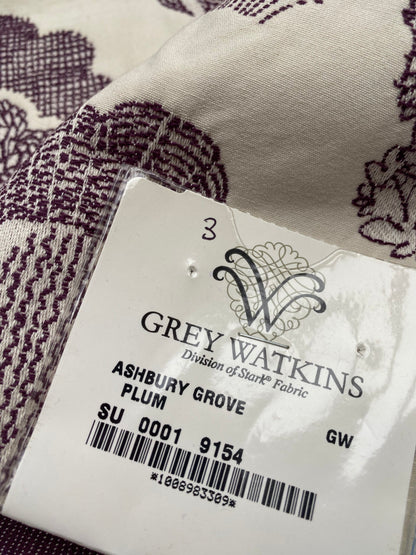 3
GREY WATKINS
Division of Stark® Fabric
ASHBURY GROVE
PLUM
GW
SU 0001 9154
*1008983309*